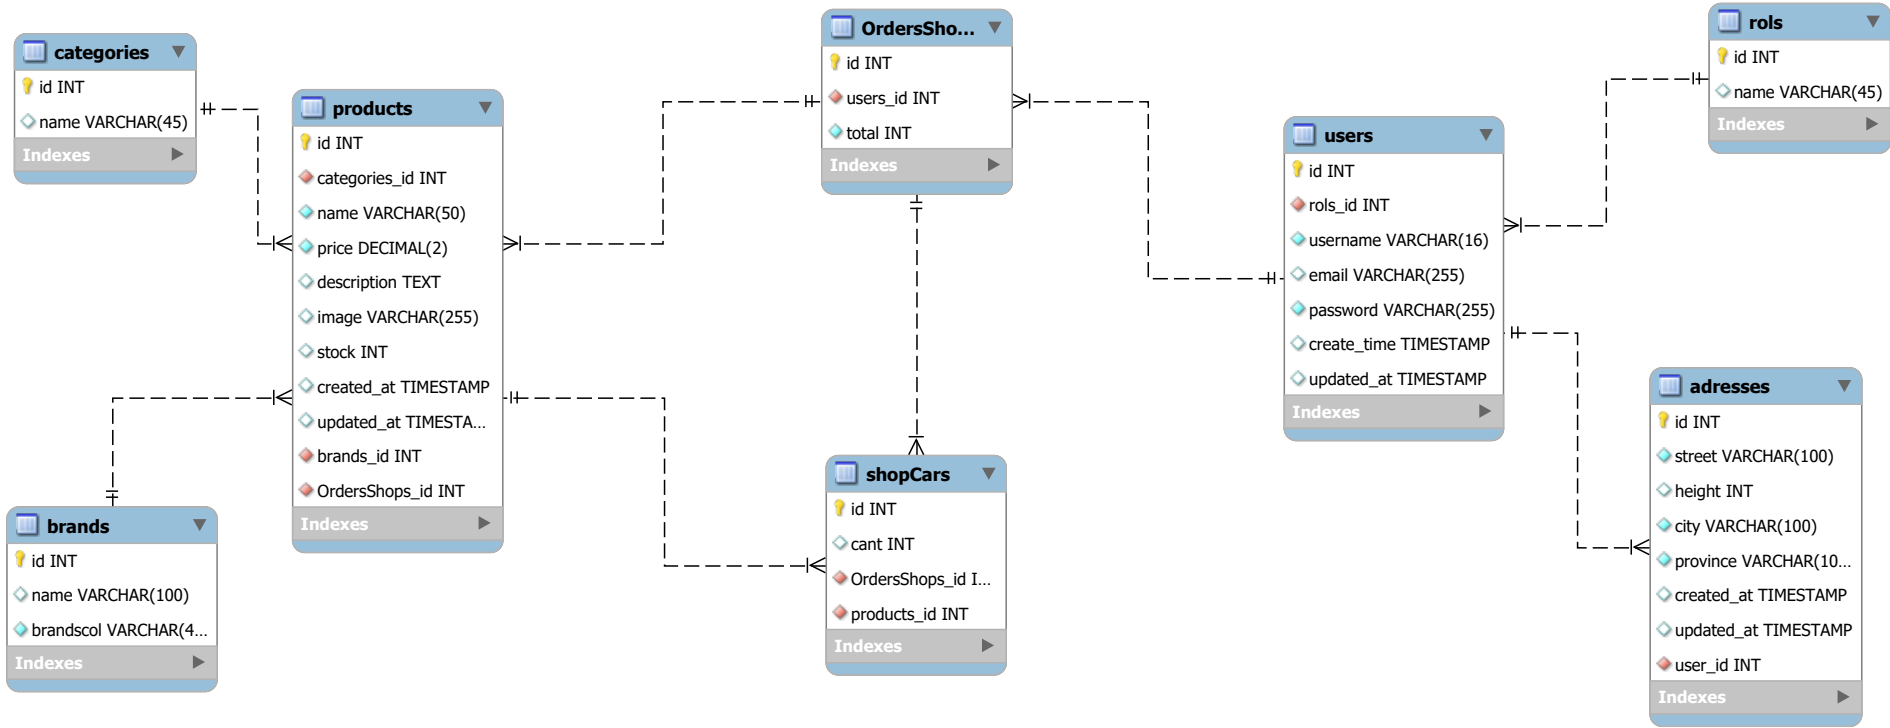 categories
id INT
name VARCHAR(45)
Indexes
products
id INT
categories_id INT
name VARCHAR(50)
price DECIMAL(2)
description TEXT
image VARCHAR(255)
stock INT
created_at TIMESTAMP
updated_at TIMESTA...
brands_id INT
OrdersShops_id INT
Indexes
brands
id INT
name VARCHAR(100)
brandscol VARCHAR(4...
Indexes
OrdersSho...
id INT
users_id INT
total INT
Indexes
shopCars
id INT
cant INT
OrdersShops_id I...
products_id INT
Indexes
users
id INT
rols_id INT
username VARCHAR(16)
email VARCHAR(255)
password VARCHAR(255)
create_time TIMESTAMP
updated_at TIMESTAMP
Indexes
rols
id INT
name VARCHAR(45)
Indexes
adresses
id INT
street VARCHAR(100)
height INT
city VARCHAR(100)
province VARCHAR(10...
created_at TIMESTAMP
updated_at TIMESTAMP
user_id INT
Indexes